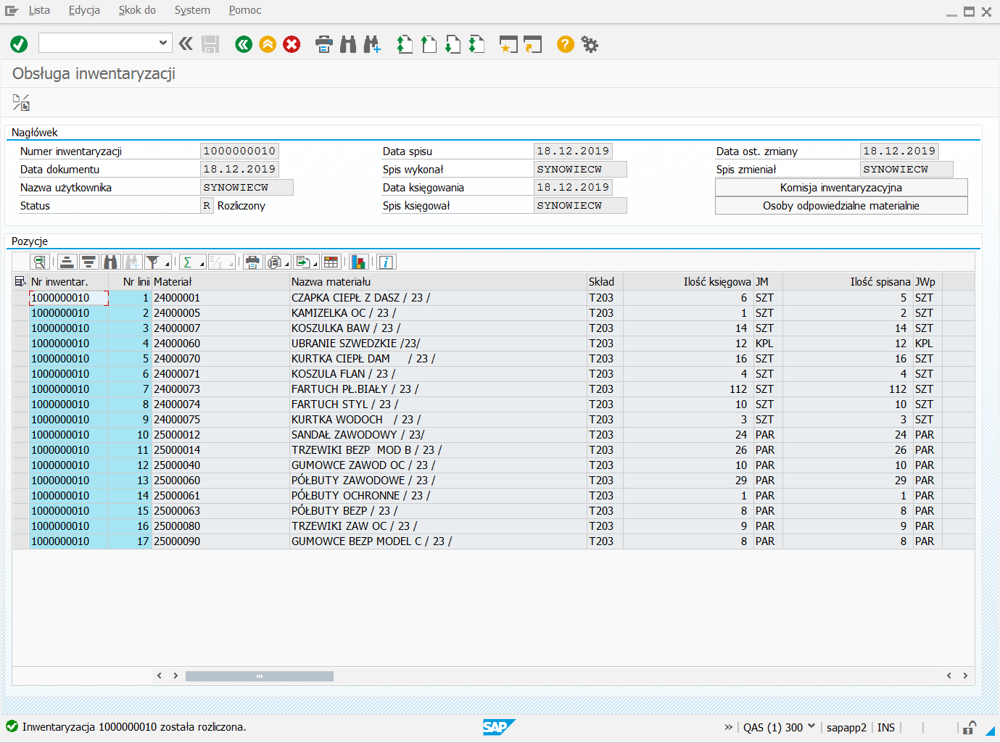 Lista Edycja Skok do System Pomoc
Obsługa inwentaryzacji
Nagłówek
Numer inwentaryzacji 1000000010 Data spisu 18.12.2019 Data ost. zmiany 18.12.2019
Data dokumentu 18.12.2019 Spis wykonał SYNOWIECW Spis zmieniał SYNOWIECW
Nazwa użytkownika SYNOWIECW Data księgowania 18.12.2019 Komisja inwentaryzacyjna
Status R Rozliczony Spis księgował SYNOWIECW Osoby odpowiedzialne materialnie
Pozycje
Nr inwentar. Nr linii Materiał Nazwa materiału Skład Ilość księgowa JM Ilość spisana JWp
1000000010 1 24000001 CZAPKA CIEPŁ Z DASZ / 23 / T203 6 SZT 5 SZT
1000000010 2 24000005 KAMIZELKA OC / 23 / T203 1 SZT 2 SZT
1000000010 3 24000007 KOSZULKA BAW / 23 / T203 14 SZT 14 SZT
1000000010 4 24000060 UBRANIE SZWEDZKIE /23/ T203 12 KPL 12 KPL
1000000010 5 24000070 KURTKA CIEPŁ DAM / 23 / T203 16 SZT 16 SZT
1000000010 6 24000071 KOSZULA FLAN / 23 / T203 4 SZT 4 SZT
1000000010 7 24000073 FARTUCH PŁ.BIAŁY / 23 / T203 112 SZT 112 SZT
1000000010 8 24000074 FARTUCH STYL / 23 / T203 10 SZT 10 SZT
1000000010 9 24000075 KURTKA WODOCH / 23 / T203 3 SZT 3 SZT
1000000010 10 25000012 SANDAŁ ZAWODOWY / 23/ T203 24 PAR 24 PAR
1000000010 11 25000014 TRZEWIKI BEZP MOD B / 23 / T203 26 PAR 26 PAR
1000000010 12 25000040 GUMOWCE ZAWOD OC / 23 / T203 10 PAR 10 PAR
1000000010 13 25000060 PÓŁBUTY ZAWODOWE / 23 / T203 29 PAR 29 PAR
1000000010 14 25000061 PÓŁBUTY OCHRONNE / 23 / T203 1 PAR 1 PAR
1000000010 15 25000063 PÓŁBUTY BEZP / 23 / T203 8 PAR 8 PAR
1000000010 16 25000080 TRZEWIKI ZAW OC / 23 / T203 9 PAR 9 PAR
1000000010 17 25000090 GUMOWCE BEZP MODEL C / 23 / T203 8 PAR 8 PAR
Inwentaryzacja 1000000010 została rozliczona. SAP QAS (1) 300 sapapp2 INS